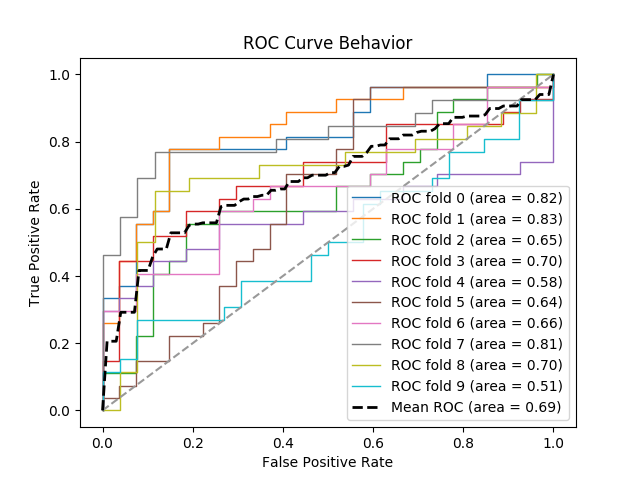 ROC Curve Behavior
True Positive Rate
1.0
0.8
0.6
0.4
0.2
0.0
ROC fold 0 (area = 0.82)
ROC fold 1 (area = 0.83)
ROC fold 2 (area = 0.65)
ROC fold 3 (area = 0.70)
ROC fold 4 (area = 0.58)
ROC fold 5 (area = 0.64)
ROC fold 6 (area = 0.66)
ROC fold 7 (area = 0.81)
ROC fold 8 (area = 0.70)
ROC fold 9 (area = 0.51)
Mean ROC (area = 0.69)
0.0 0.2 0.4 0.6 0.8 1.0
False Positive Rate